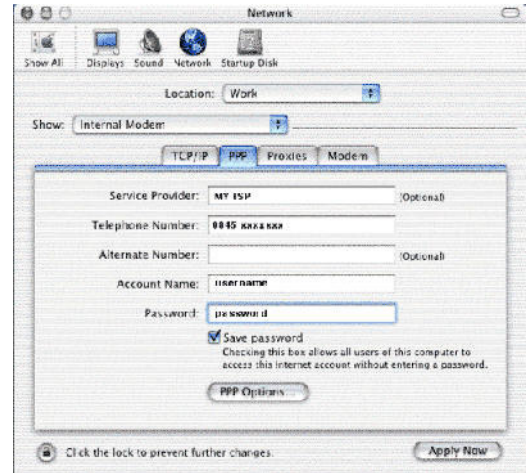 Network
Show All Displays Sound Network Startup Disk
Location: Work
Show: Internal Modem
TCP/IP PPP Proxies Modem
Service Provider: MY ISP (Optional)
Telephone Number: 0845 xxxxxxx
Alternate Number: (Optional)
Account Name: username
Password: password
Save password
Checking this box allows all users of this computer to
access this internet account without entering a password.
PPP Options...
Click the lock to prevent further changes.
Apply Now